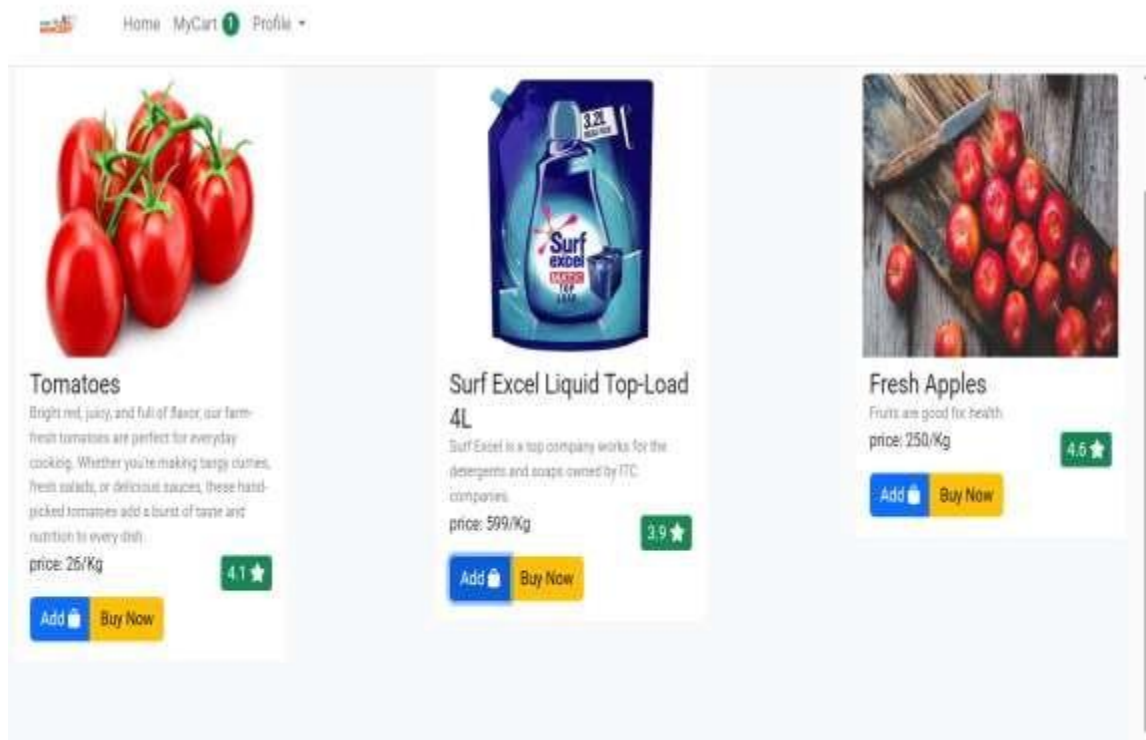 Home MyCart 1 Profile
3.2L
Surf
excel
MATIC
TOP
LOAD
Tomatoes
Bright red, juicy, and full of flavor, our farm-
fresh tomatoes are perfect for everyday
cooking. Whether you're making tangy curries,
fresh salads, or delicious sauces, these hand-
picked tomatoes add a burst of taste and
nutrition to every dish.
price: 26/Kg
4.1
Add Buy Now
Surf Excel Liquid Top-Load
4L
Surf Excel is a top company works for the
detergents and soaps owned by ITC
companies.
price: 599/Kg
3.9
Add Buy Now
Fresh Apples
Fruits are good for health
price: 250/Kg
4.6
Add Buy Now